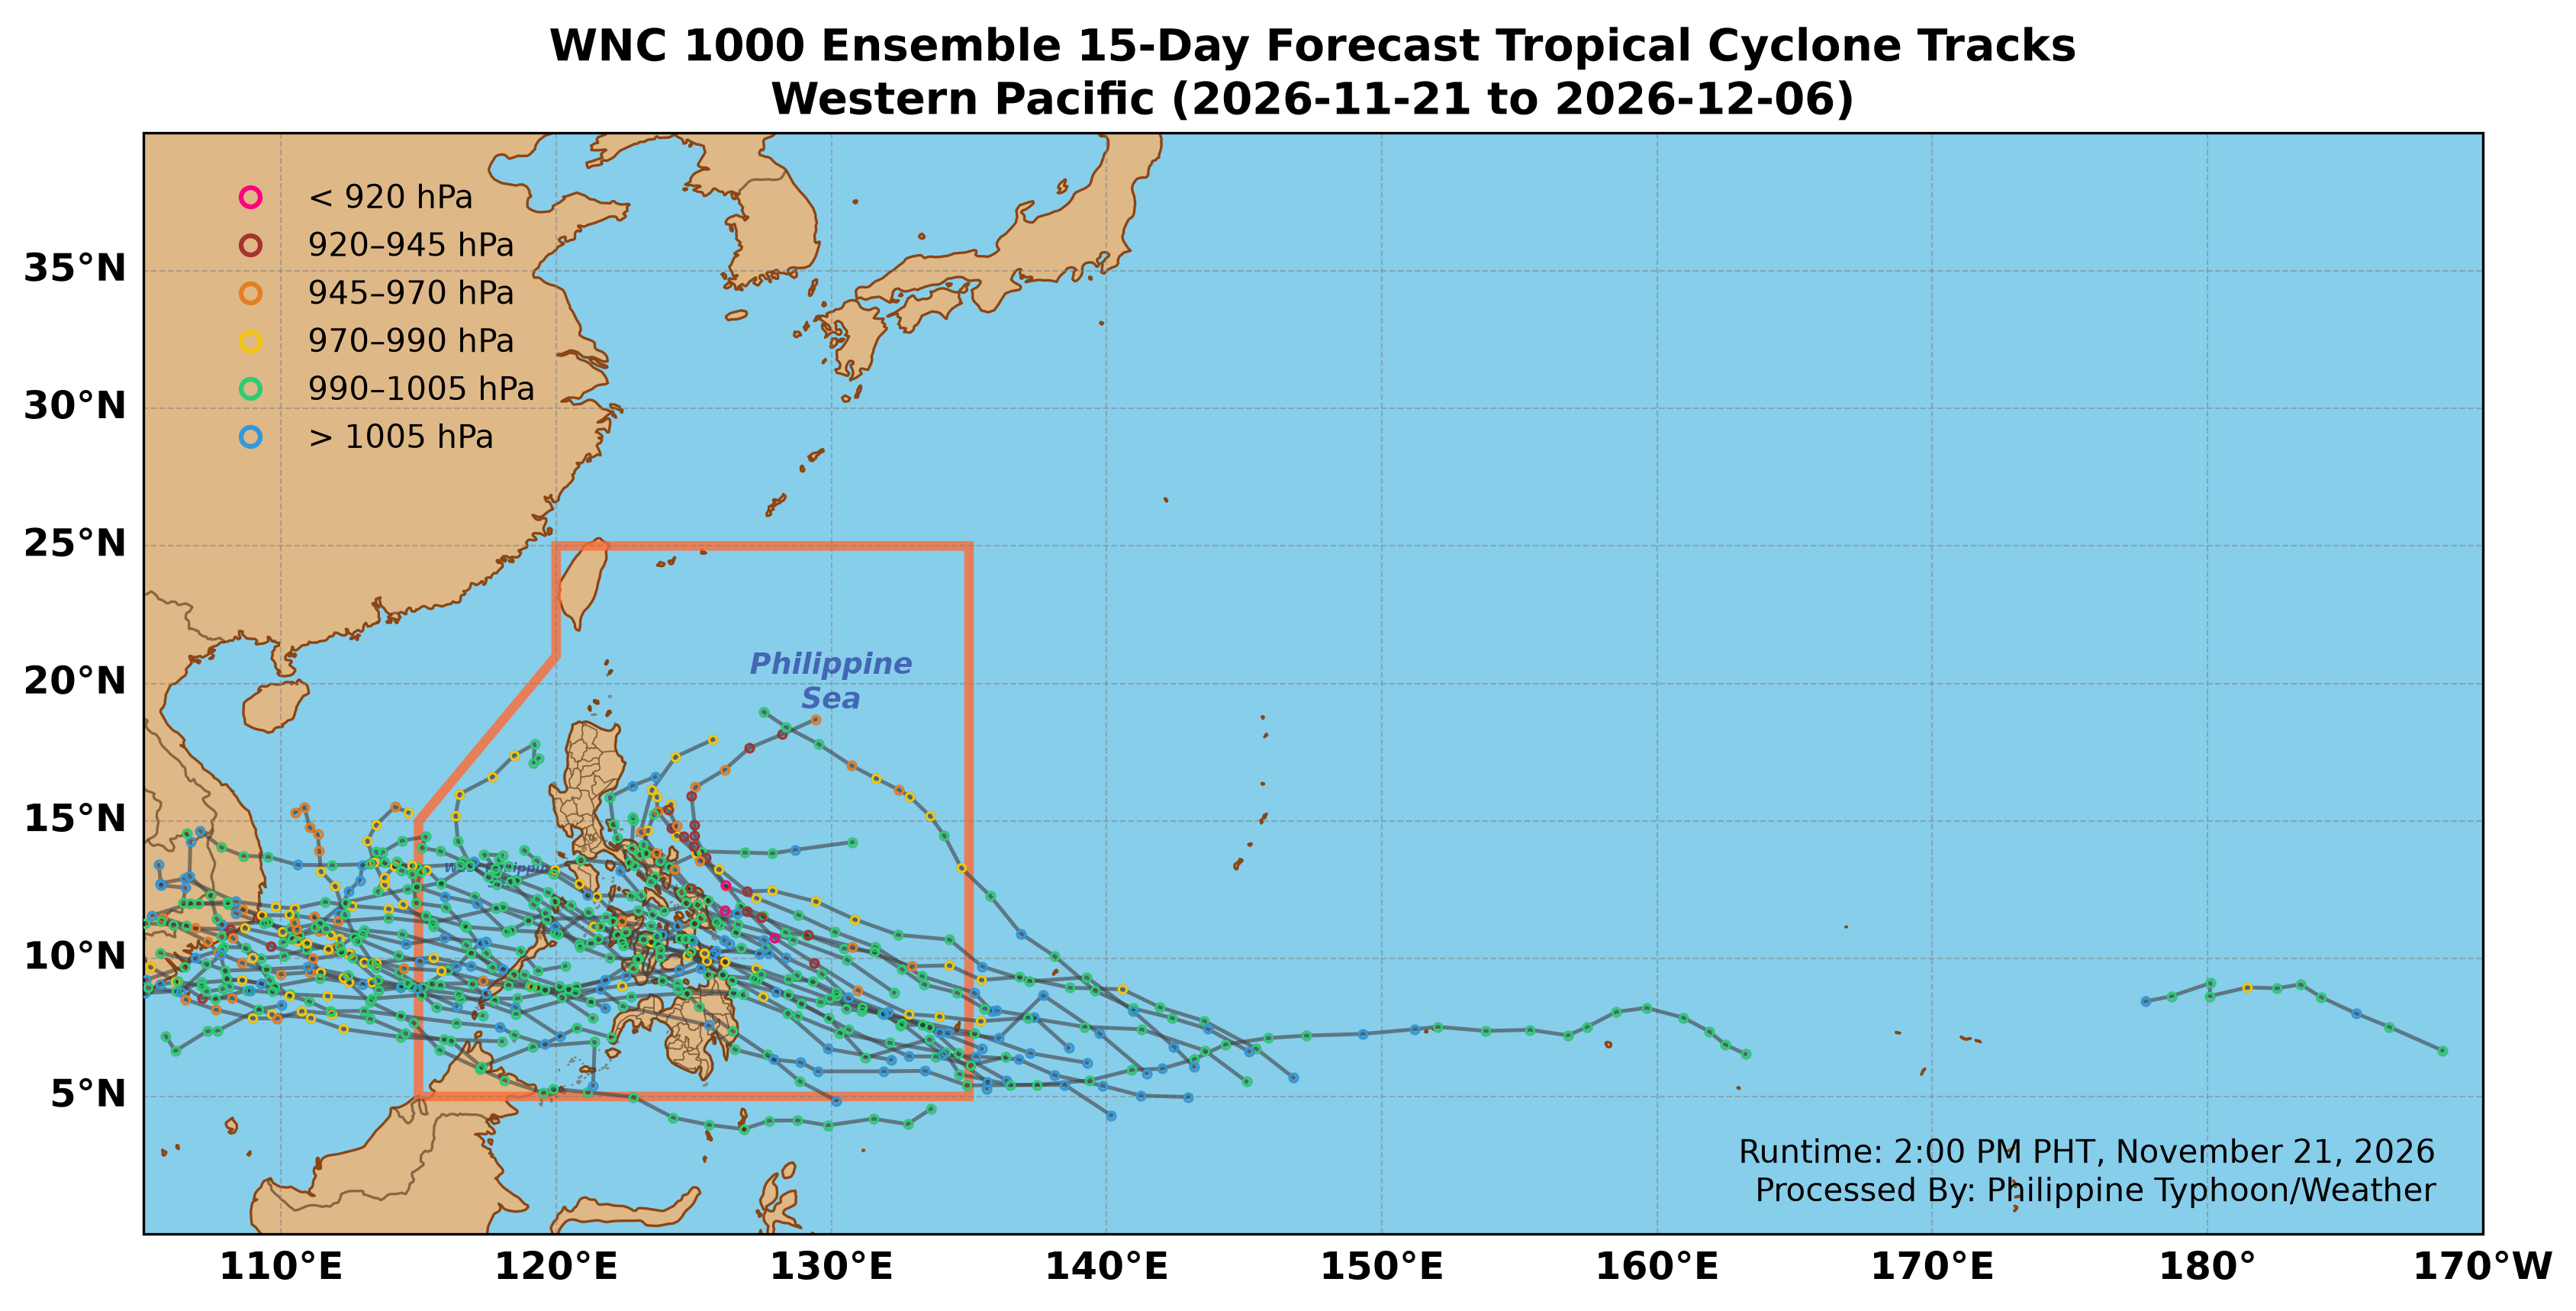 WNC 1000 Ensemble 15-Day Forecast Tropical Cyclone Tracks
Western Pacific (2026-11-21 to 2026-12-06)
< 920 hPa
920–945 hPa
945–970 hPa
970–990 hPa
990–1005 hPa
> 1005 hPa
35°N
30°N
25°N
20°N
15°N
10°N
5°N
Philippine
Sea
Runtime: 2:00 PM PHT, November 21, 2026
Processed By: Philippine Typhoon/Weather
110°E
120°E
130°E
140°E
150°E
160°E
170°E
180°
170°W